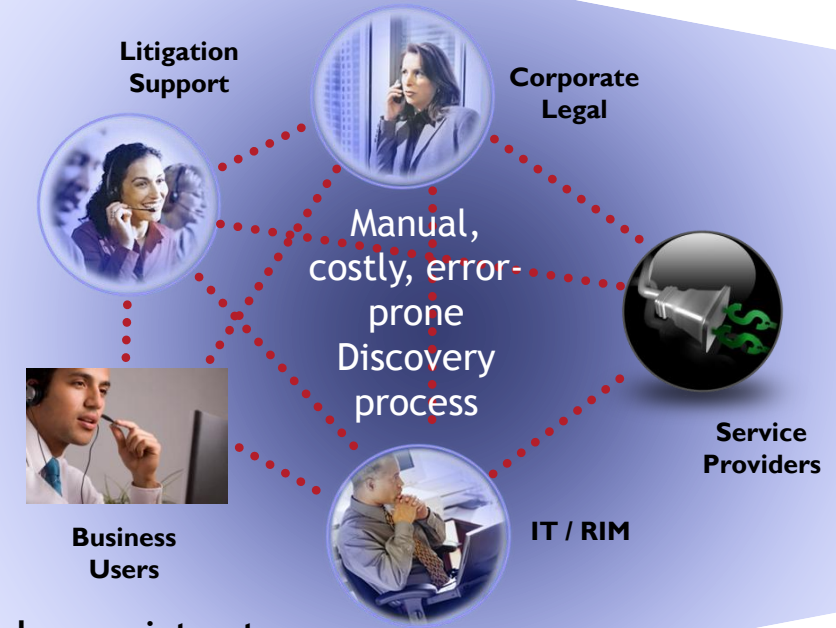 Litigation
Support
Corporate
Legal
Manual,
costly, error-
prone
Discovery
process
Service
Providers
IT / RIM
Business
Users